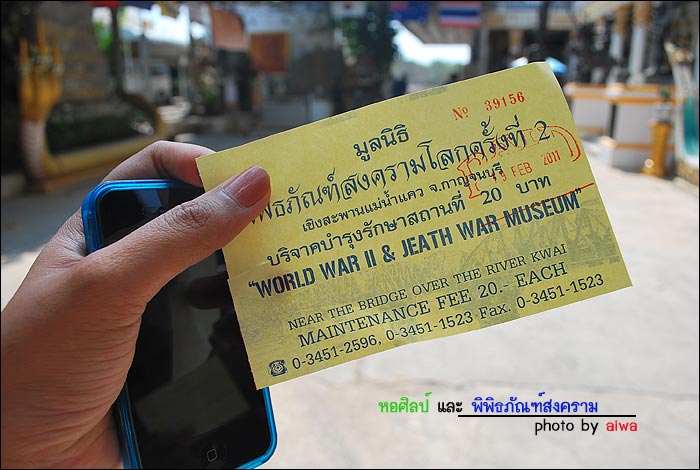 No 39156
มูลนิธิ
พิพิธภัณฑ์สงครามโลกครั้งที่ 2
เชิงสะพานแม่น้ำแคว จ.กาญจนบุรี
FEB 2011
บริจาคบำรุงรักษาสถานที่ 20 บาท
"WORLD WAR II & JEATH WAR MUSEUM"
NEAR THE BRIDGE OVER THE RIVER KWAI
MAINTENANCE FEE 20.- EACH
0-3451-2596, 0-3451-1523 Fax. 0-3451-1523
หอศิลป์ และ พิพิธภัณฑ์สงคราม
photo by aiwa